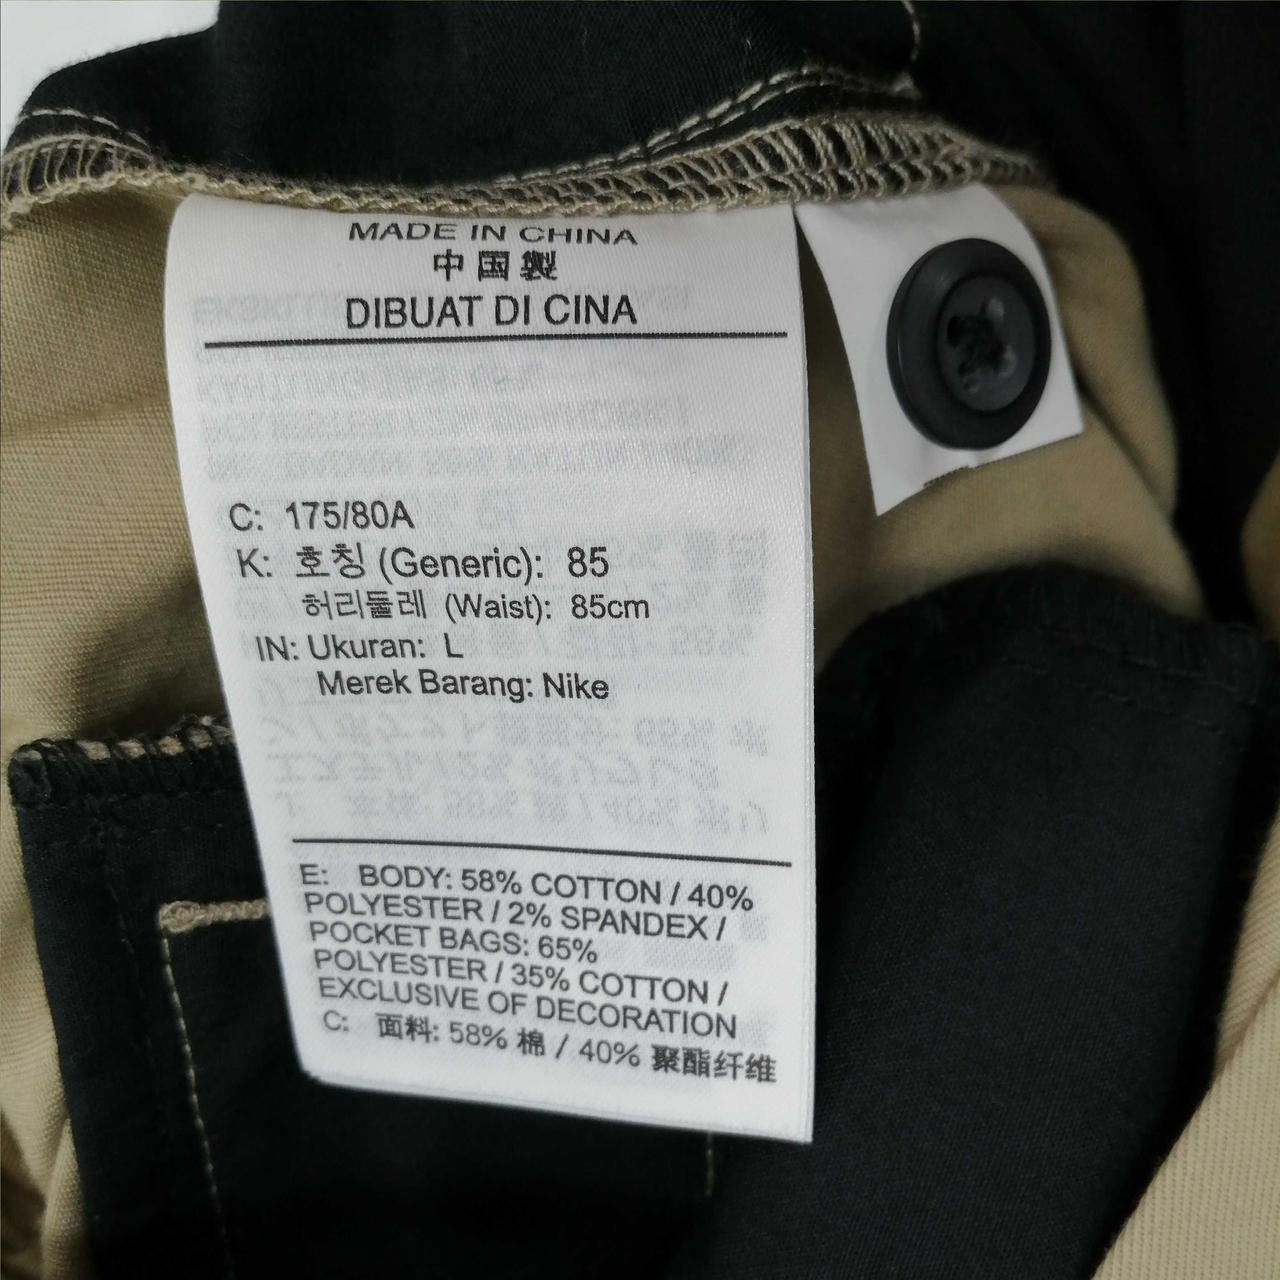 MADE IN CHINA
中国製
DIBUAT DI CINA
C: 175/80A
K: 호칭 (Generic): 85
허리둘레 (Waist): 85cm
IN: Ukuran: L
Merek Barang: Nike
E: BODY: 58% COTTON / 40%
POLYESTER / 2% SPANDEX /
POCKET BAGS: 65%
POLYESTER / 35% COTTON /
EXCLUSIVE OF DECORATION
C: 面料: 58% 棉 / 40% 聚酯纤维